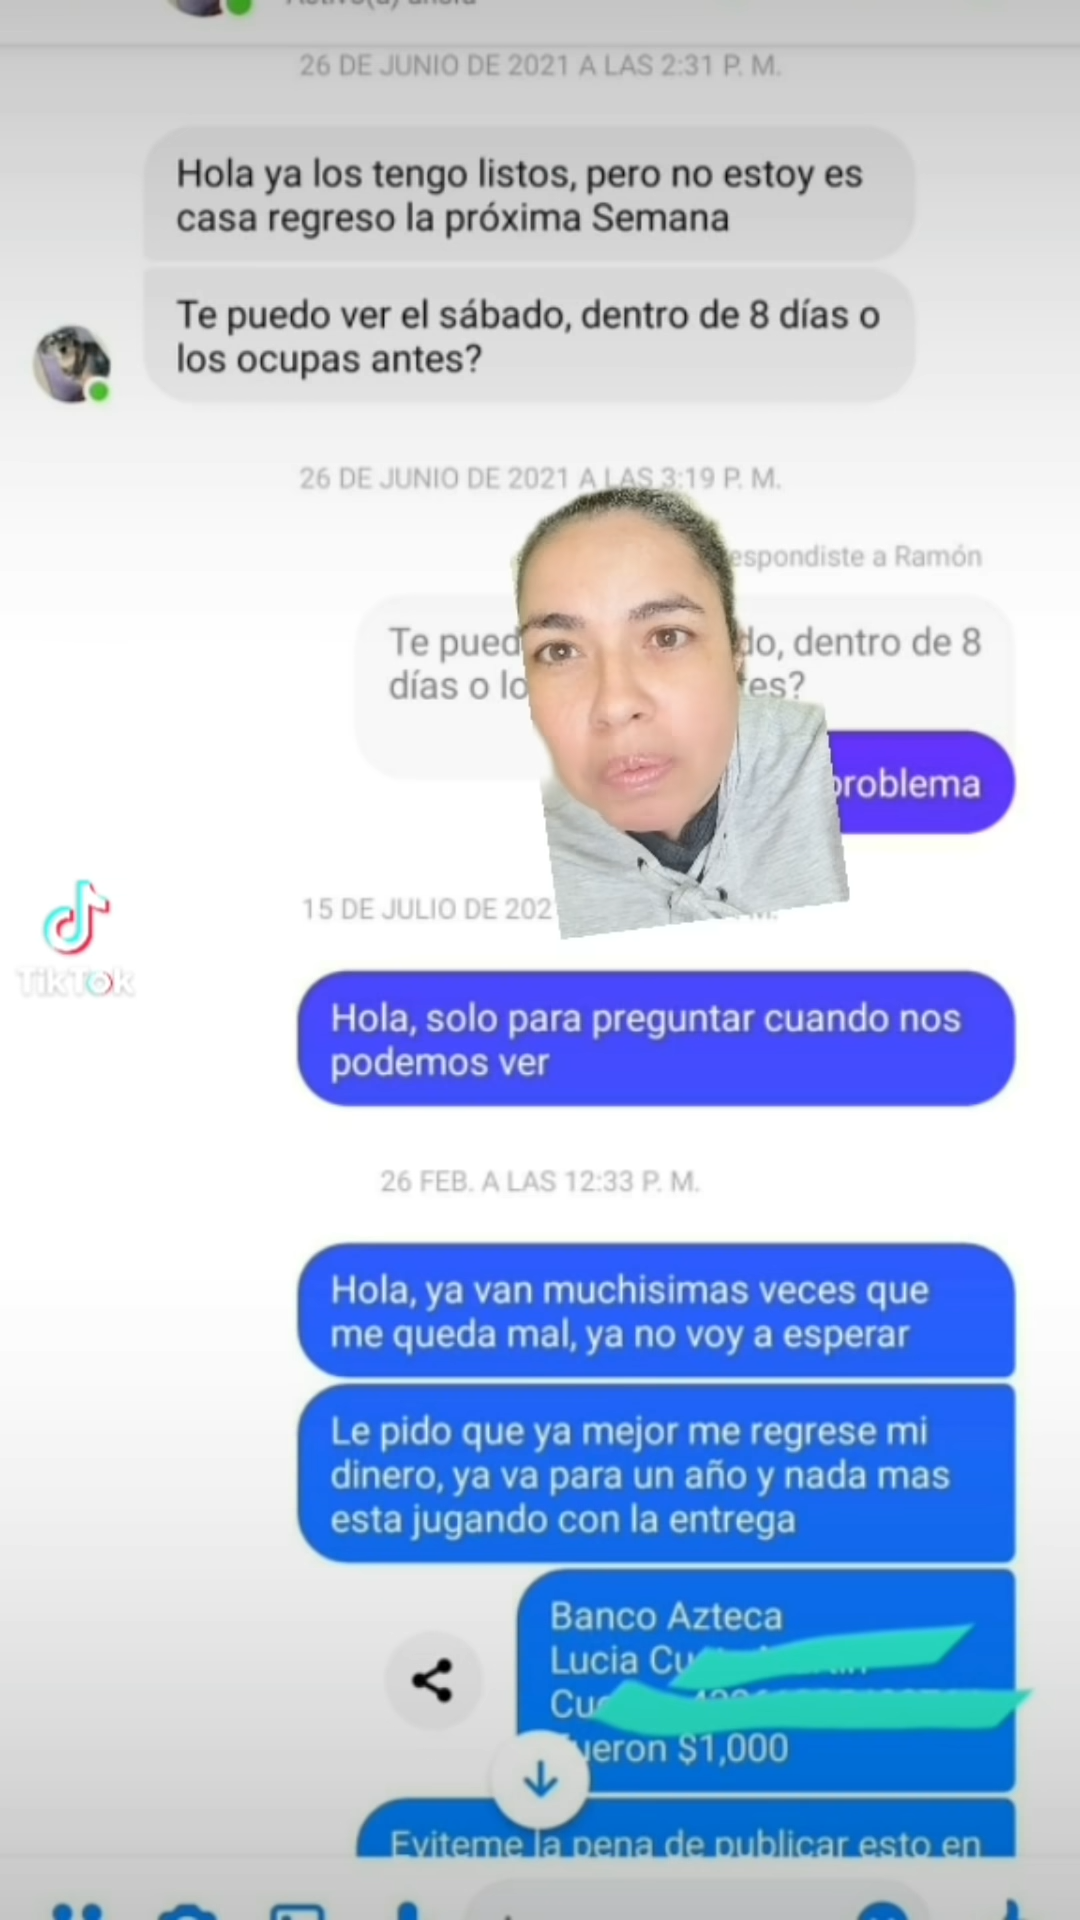 26 DE JUNIO DE 2021 A LAS 2:31 P. M.
Hola ya los tengo listos, pero no estoy es
casa regreso la próxima Semana
Te puedo ver el sábado, dentro de 8 días o
los ocupas antes?
26 DE JUNIO DE 2021 A LAS 3:19 P. M.
espondiste a Ramón
Te pued do, dentro de 8
días o lo tes?
problema
15 DE JULIO DE 202
TikTok
Hola, solo para preguntar cuando nos
podemos ver
26 FEB. A LAS 12:33 P. M.
Hola, ya van muchisimas veces que
me queda mal, ya no voy a esperar
Le pido que ya mejor me regrese mi
dinero, ya va para un año y nada mas
esta jugando con la entrega
Banco Azteca
Lucia
fueron $1,000
Eviteme la pena de publicar esto en